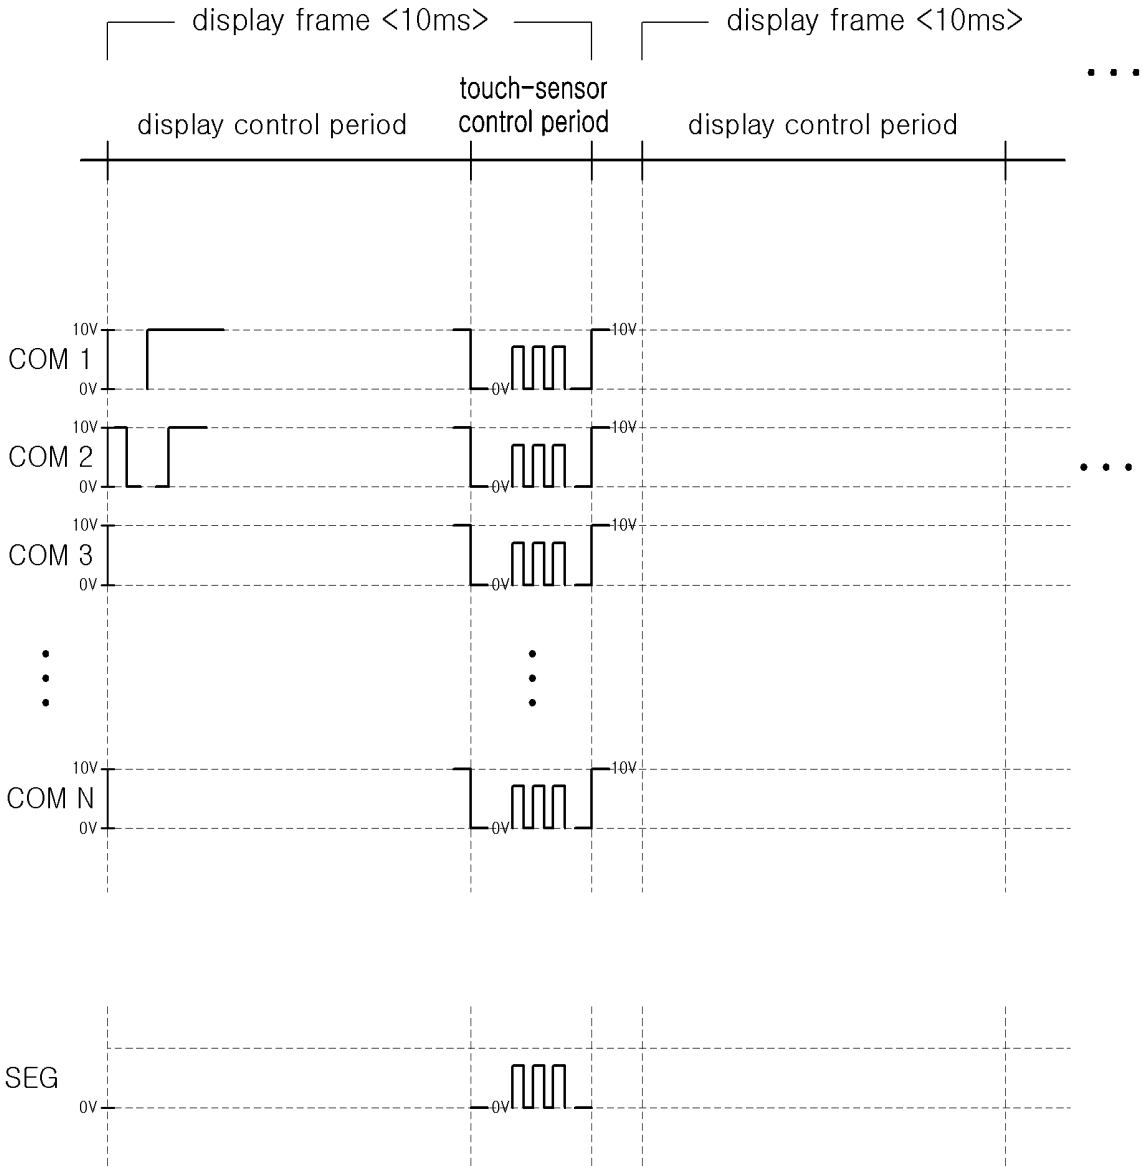 display frame <10ms> display frame <10ms>
• • •
touch-sensor
display control period control period display control period
10V 10V
COM 1
0V 0V
10V 10V
COM 2
• • •
0V 0V
10V 10V
COM 3
0V 0V
10V 10V
COM N
0V 0V
SEG
0V 0V